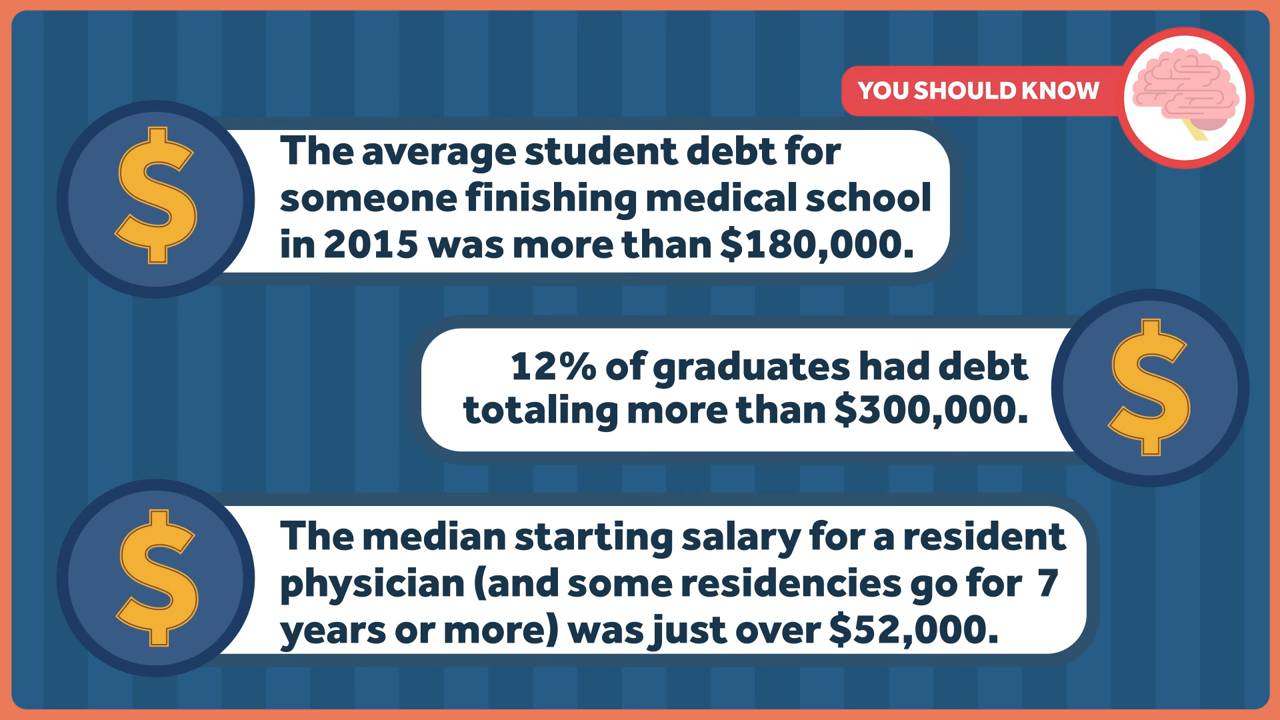 YOU SHOULD KNOW
The average student debt for
someone finishing medical school
in 2015 was more than $180,000.
12% of graduates had debt
totaling more than $300,000.
The median starting salary for a resident
physician (and some residencies go for 7
years or more) was just over $52,000.